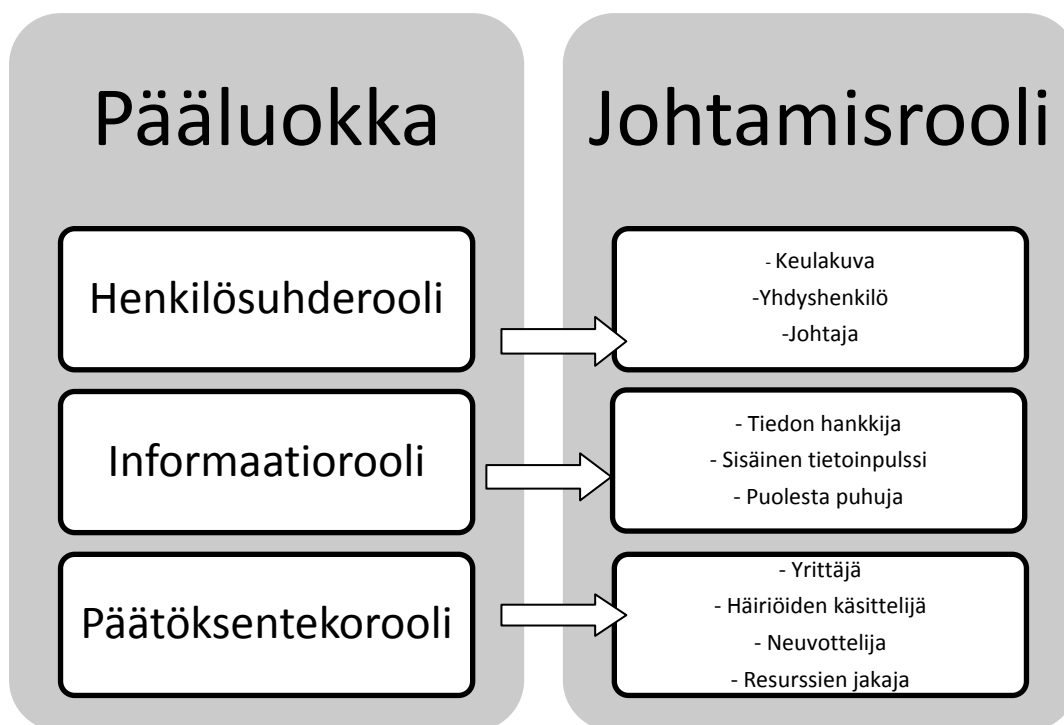 Pääluokka
Henkilösuhderooli
Informaatiorooli
Päätöksentekorooli
Johtamisrooli
- Keulakuva
-Yhdyshenkilö
-Johtaja
- Tiedon hankkija
- Sisäinen tietoinpulssi
- Puolesta puhuja
- Yrittäjä
- Häiriöiden käsittelijä
- Neuvottelija
- Resurssien jakaja